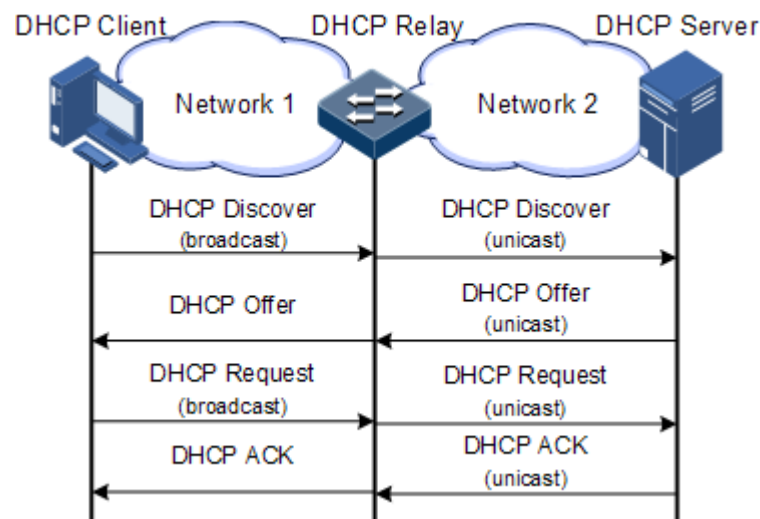 DHCP Client
DHCP Relay
DHCP Server
Network 1
Network 2
DHCP Discover
(broadcast)
DHCP Discover
(unicast)
DHCP Offer
DHCP Offer
(unicast)
DHCP Request
(broadcast)
DHCP Request
(unicast)
DHCP ACK
DHCP ACK
(unicast)